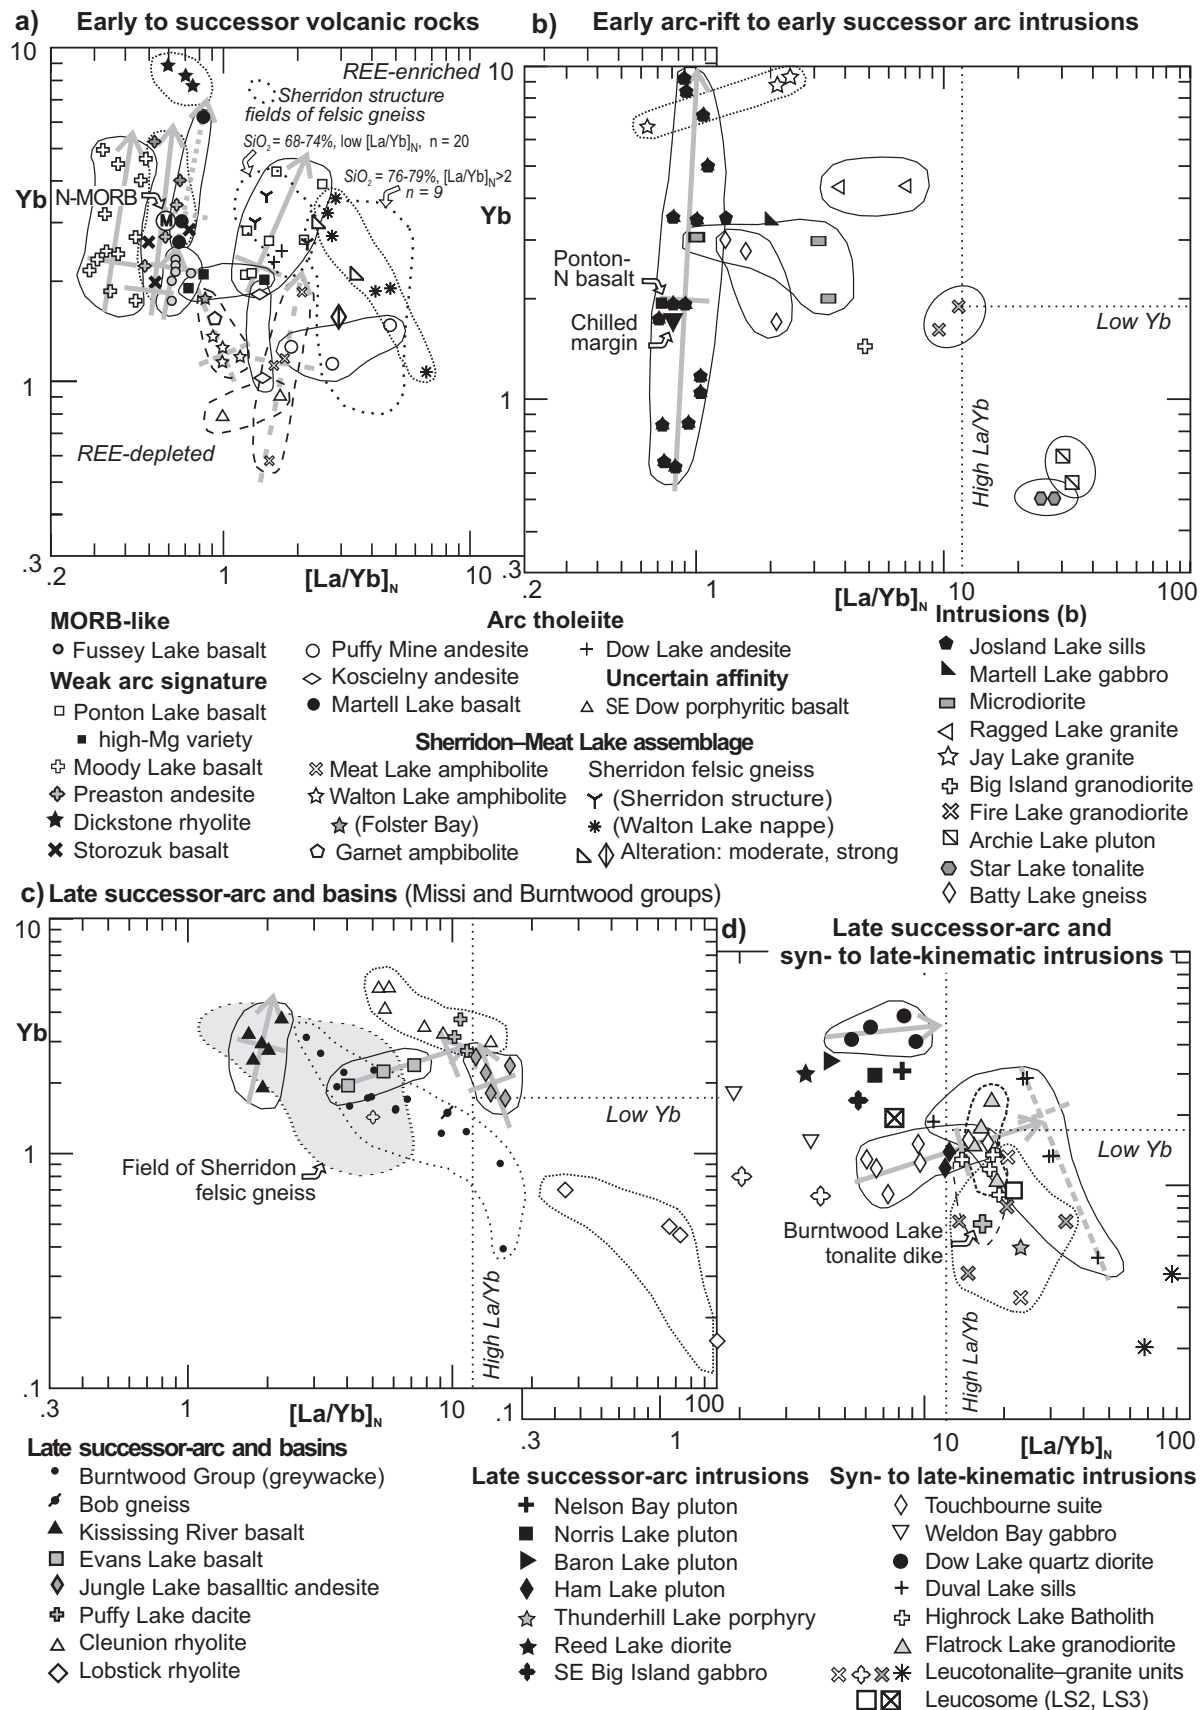 a) Early to successor volcanic rocks
10
REE-enriched
Sherridon structure
fields of felsic gneiss
SiO2 = 68-74%, low [La/Yb]N, n = 20
SiO2 = 76-79%, [La/Yb]N>2
n = 9
Yb
N-MORB
M
1
REE-depleted
.3
.2
1
10
[La/Yb]N
b) Early arc-rift to early successor arc intrusions
10
Yb
Ponton-
N basalt
Chilled
margin
Low Yb
1
High La/Yb
.3
.2
1
10
100
[La/Yb]N
MORB-like
Fussey Lake basalt
Weak arc signature
Ponton Lake basalt
high-Mg variety
Moody Lake basalt
Preaston andesite
Dickstone rhyolite
Storozuk basalt
Arc tholeiite
Puffy Mine andesite
Koscielny andesite
Martell Lake basalt
Dow Lake andesite
Uncertain affinity
SE Dow porphyritic basalt
Sherridon–Meat Lake assemblage
Meat Lake amphibolite
Walton Lake amphibolite
(Folster Bay)
Garnet ampbibolite
Sherridon felsic gneiss
(Sherridon structure)
(Walton Lake nappe)
Alteration: moderate, strong
Intrusions (b)
Josland Lake sills
Martell Lake gabbro
Microdiorite
Ragged Lake granite
Jay Lake granite
Big Island granodiorite
Fire Lake granodiorite
Archie Lake pluton
Star Lake tonalite
Batty Lake gneiss
c) Late successor-arc and basins (Missi and Burntwood groups)
10
Yb
Low Yb
1
Field of Sherridon
felsic gneiss
High La/Yb
.1
.3
1
[La/Yb]N
10
100
d) Late successor-arc and
syn- to late-kinematic intrusions
Low Yb
Burntwood Lake
tonalite dike
High La/Yb
.1
.3
1
10
[La/Yb]N
100
Late successor-arc and basins
Burntwood Group (greywacke)
Bob gneiss
Kississing River basalt
Evans Lake basalt
Jungle Lake basalltic andesite
Puffy Lake dacite
Cleunion rhyolite
Lobstick rhyolite
Late successor-arc intrusions
Nelson Bay pluton
Norris Lake pluton
Baron Lake pluton
Ham Lake pluton
Thunderhill Lake porphyry
Reed Lake diorite
SE Big Island gabbro
Syn- to late-kinematic intrusions
Touchbourne suite
Weldon Bay gabbro
Dow Lake quartz diorite
Duval Lake sills
Highrock Lake Batholith
Flatrock Lake granodiorite
Leucotonalite–granite units
Leucosome (LS2, LS3)